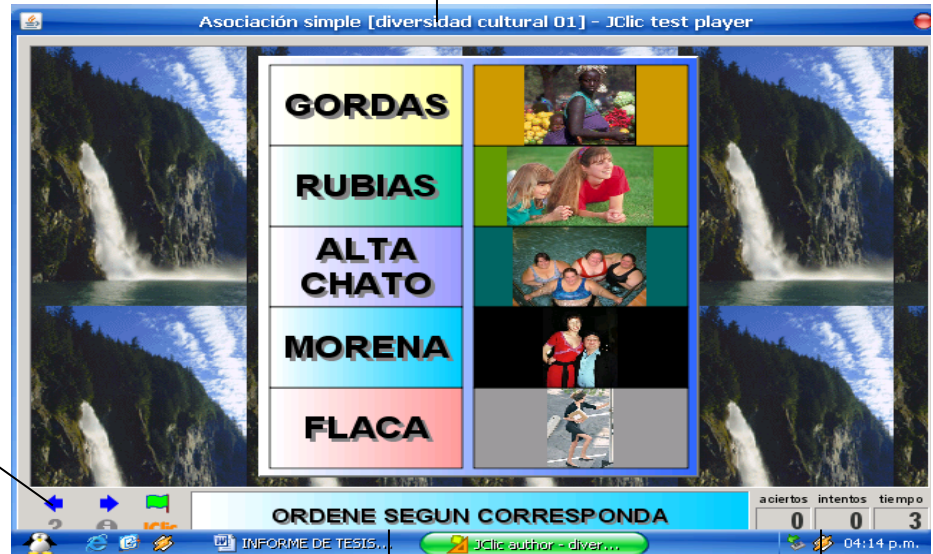 Asociación simple [diversidad cultural 01] - JClic test player
GORDAS
RUBIAS
ALTA
CHATO
MORENA
FLACA
ORDENE SEGUN CORRESPONDA
aciertos intentos tiempo
0 0 3
? JClic
INFORME DE TESIS...
JClic author - diver...
04:14 p.m.